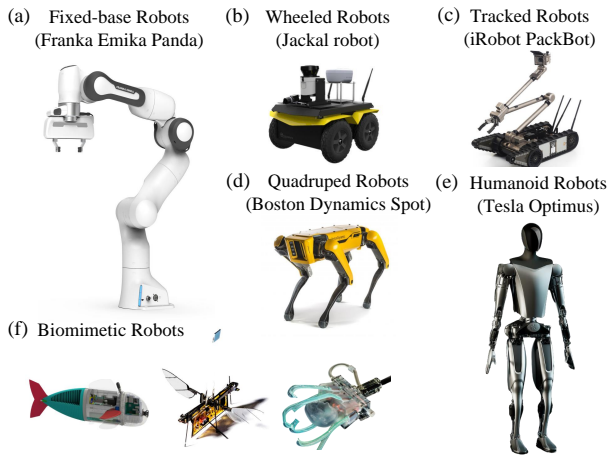 (a) Fixed-base Robots
(Franka Emika Panda)
(b) Wheeled Robots
(Jackal robot)
(c) Tracked Robots
(iRobot PackBot)
(d) Quadruped Robots
(Boston Dynamics Spot)
(e) Humanoid Robots
(Tesla Optimus)
(f) Biomimetic Robots